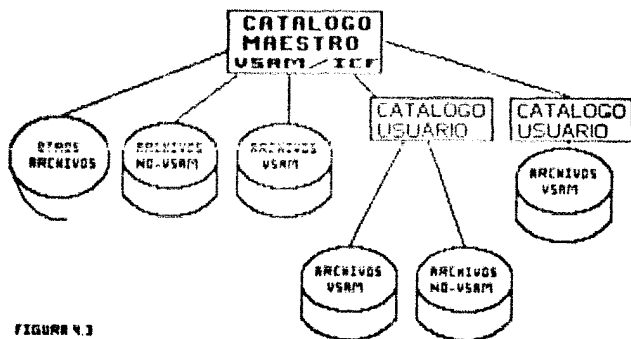 CATALOGO
MAESTRO
VSAM / ICF
CATALOGO
USUARIO
CATALOGO
USUARIO
OTROS
ARCHIVOS
ARCHIVOS
NO-VSAM
ARCHIVOS
VSAM
ARCHIVOS
VSAM
ARCHIVOS
VSAM
ARCHIVOS
NO-VSAM
FIGURA 4.3